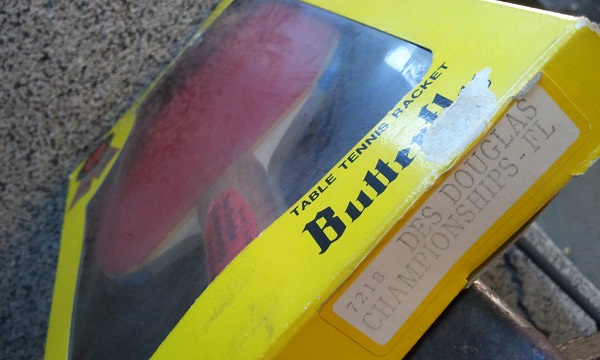 TABLE TENNIS RACKET
Butterfly
7218 DES DOUGLAS
CHAMPIONSHIPS-FL